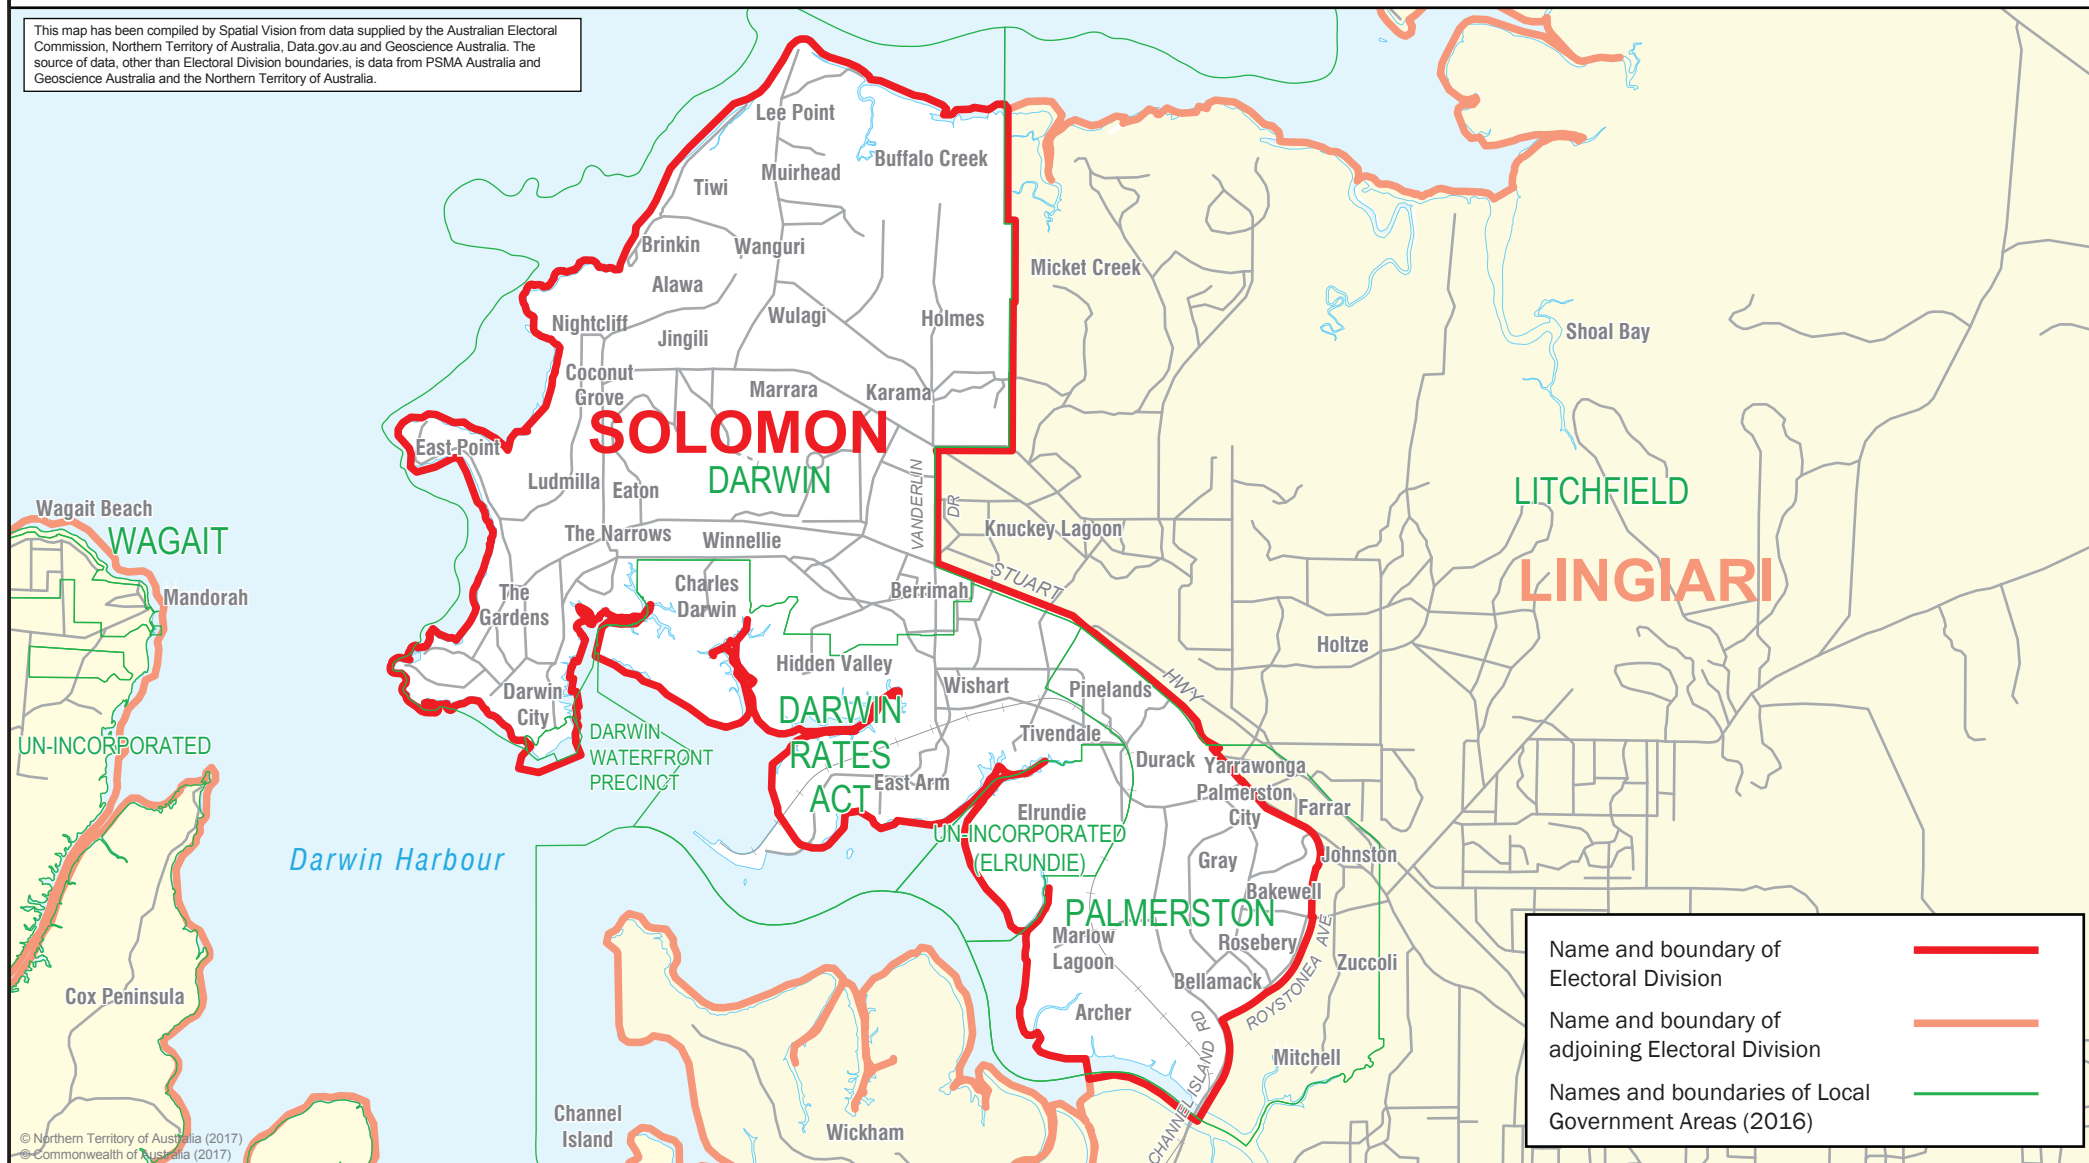 This map has been compiled by Spatial Vision from data supplied by the Australian Electoral
Commission, Northern Territory of Australia, Data.gov.au and Geoscience Australia. The
source of data, other than Electoral Division boundaries, is data from PSMA Australia and
Geoscience Australia and the Northern Territory of Australia.
Lee Point
Buffalo Creek
Muirhead
Tiwi
Brinkin
Wanguri
Micket Creek
Alawa
Nightcliff
Wulagi
Holmes
Jingili
Shoal Bay
Coconut
Grove
Marrara
Karama
SOLOMON
East Point
DARWIN
Ludmilla
Eaton
VANDERLIN
DR
LITCHFIELD
Wagait Beach
WAGAIT
The Narrows
Winnellie
Knuckey Lagoon
STUART
LINGIARI
Mandorah
The
Gardens
Charles
Darwin
Berrimah
Holtze
Hidden Valley
Wishart
Pinelands
HWY
Darwin
City
DARWIN
RATES
ACT
DARWIN
WATERFRONT
PRECINCT
UN-INCORPORATED
Tivendale
Durack
Yarrawonga
East Arm
Palmerston
City
Farrar
Elrundie
UN-INCORPORATED
(ELRUNDIE)
Darwin Harbour
Gray
Johnston
Bakewell
PALMERSTON
Marlow
Lagoon
Rosebery
ROYSTONEA AVE
Zuccoli
Bellamack
Cox Peninsula
Archer
CHANNEL ISLAND RD
Mitchell
Channel
Island
Wickham
Name and boundary of
Electoral Division
Name and boundary of
adjoining Electoral Division
Names and boundaries of Local
Government Areas (2016)
© Northern Territory of Australia (2017)
© Commonwealth of Australia (2017)